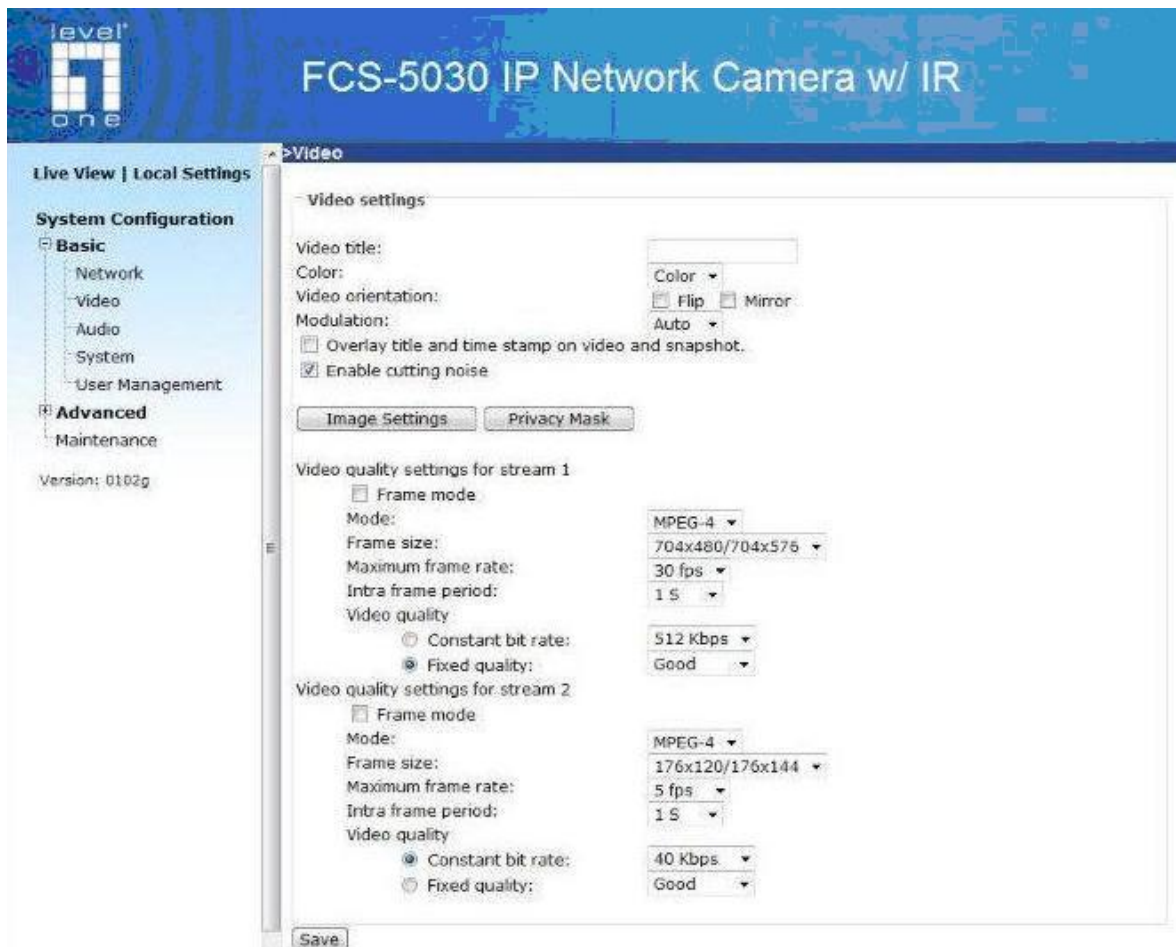 level
one
FCS-5030 IP Network Camera w/ IR
>Video
Live View | Local Settings
System Configuration
Basic
Network
Video
Audio
System
User Management
Advanced
Maintenance
Version: 0102g
Video settings
Video title:
Color: Color
Video orientation: Flip Mirror
Modulation: Auto
Overlay title and time stamp on video and snapshot.
Enable cutting noise
Image Settings Privacy Mask
Video quality settings for stream 1
Frame mode
Mode: MPEG-4
Frame size: 704x480/704x576
Maximum frame rate: 30 fps
Intra frame period: 1 S
Video quality
Constant bit rate: 512 Kbps
Fixed quality: Good
Video quality settings for stream 2
Frame mode
Mode: MPEG-4
Frame size: 176x120/176x144
Maximum frame rate: 5 fps
Intra frame period: 1 S
Video quality
Constant bit rate: 40 Kbps
Fixed quality: Good
Save